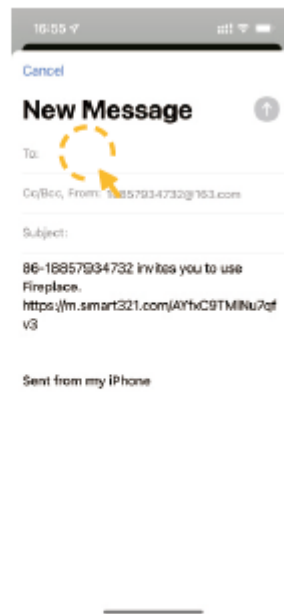 16:55
Cancel
New Message
To:
Cc/Bcc, From: 18857934732@163.com
Subject:
86-18857934732 invites you to use
Fireplace.
Sent from my iPhone